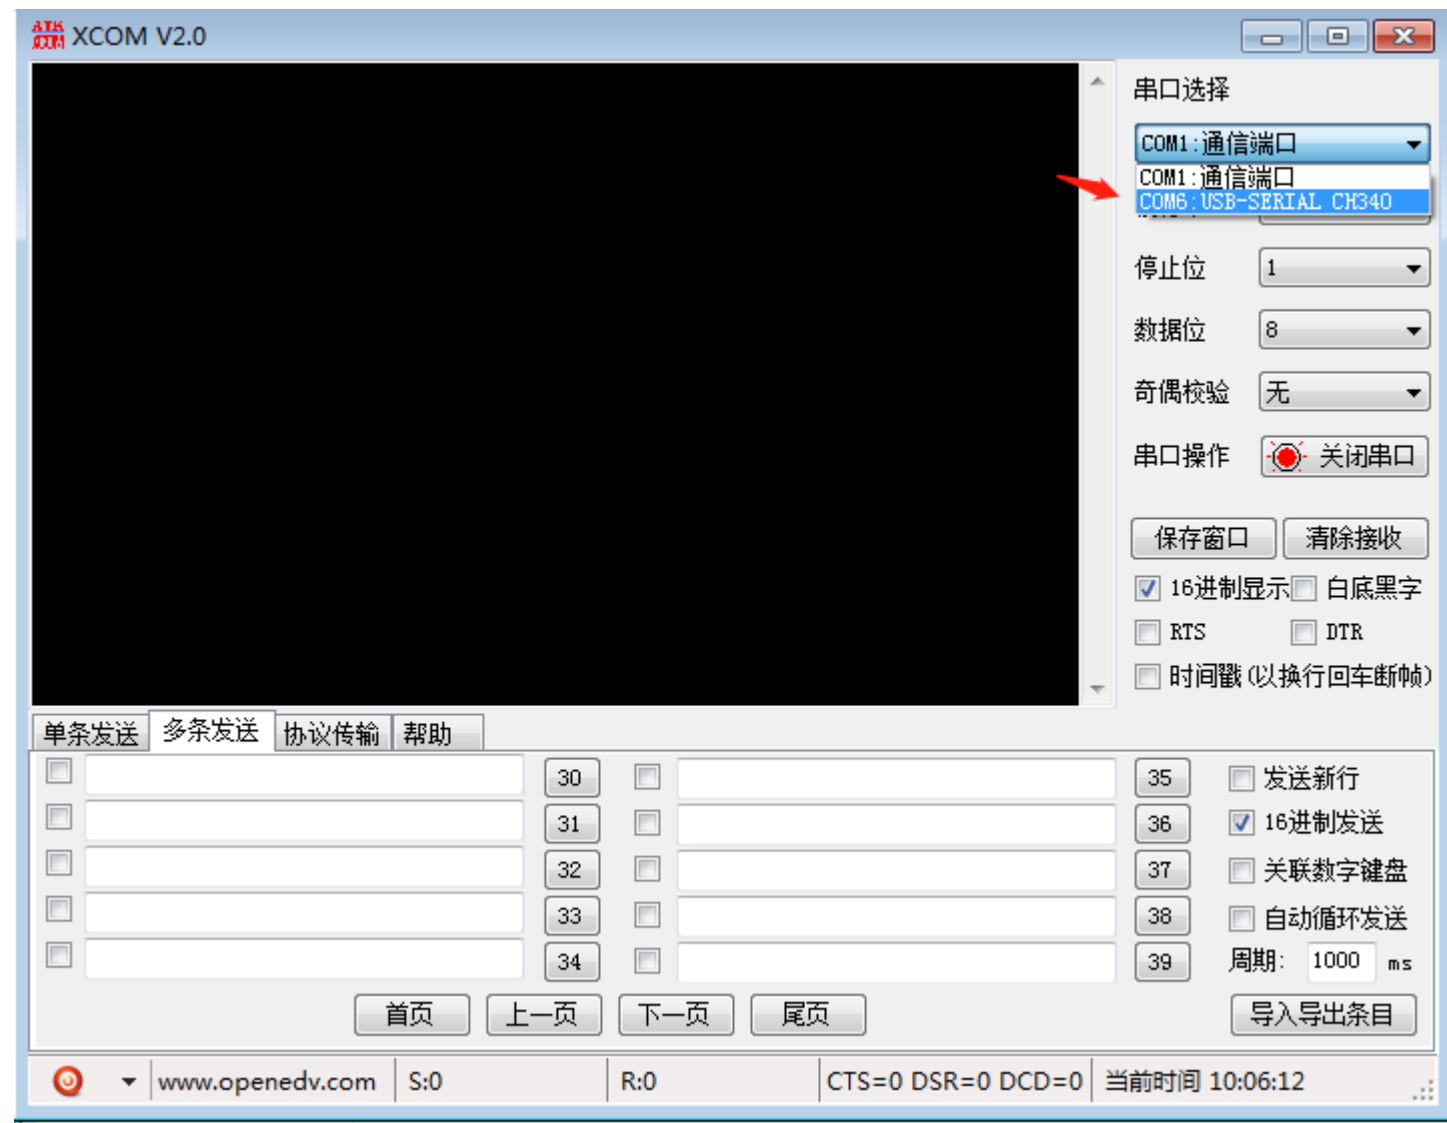 ATK
XCOM
XCOM V2.0
串口选择
COM1:通信端口
COM1:通信端口
COM6:USB-SERIAL CH340
停止位 1
数据位 8
奇偶校验 无
串口操作 关闭串口
保存窗口 清除接收
16进制显示 白底黑字
RTS DTR
时间戳(以换行回车断帧)
单条发送 多条发送 协议传输 帮助
30 35 发送新行
31 36 16进制发送
32 37 关联数字键盘
33 38 自动循环发送
34 39 周期: 1000 ms
首页 上一页 下一页 尾页 导入导出条目
www.openedv.com S:0 R:0 CTS=0 DSR=0 DCD=0 当前时间 10:06:12